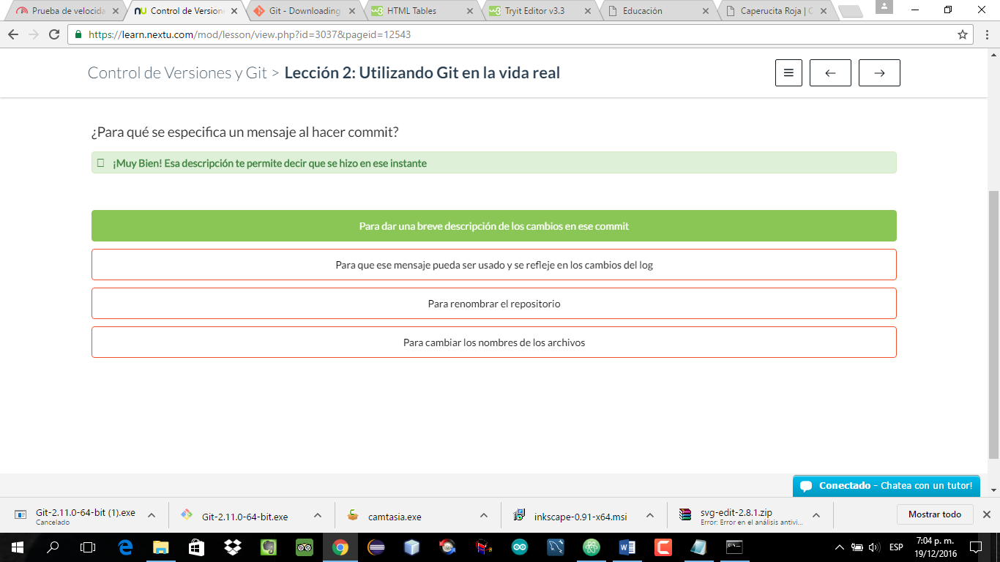 Prueba de velocida
Control de Version
Git - Downloading
HTML Tables
Tryit Editor v3.3
Educación
Caperucita Roja | C
https://learn.nextu.com/mod/lesson/view.php?id=3037&pageid=12543
Control de Versiones y Git > Lección 2: Utilizando Git en la vida real
¿Para qué se especifica un mensaje al hacer commit?
¡Muy Bien! Esa descripción te permite decir que se hizo en ese instante
Para dar una breve descripción de los cambios en ese commit
Para que ese mensaje pueda ser usado y se refleje en los cambios del log
Para renombrar el repositorio
Para cambiar los nombres de los archivos
Conectado - Chatea con un tutor!
Git-2.11.0-64-bit (1).exe
Cancelado
Git-2.11.0-64-bit.exe
camtasia.exe
inkscape-0.91-x64.msi
svg-edit-2.8.1.zip
Error: Error en el análisis antivi...
Mostrar todo
ESP
7:04 p. m.
19/12/2016